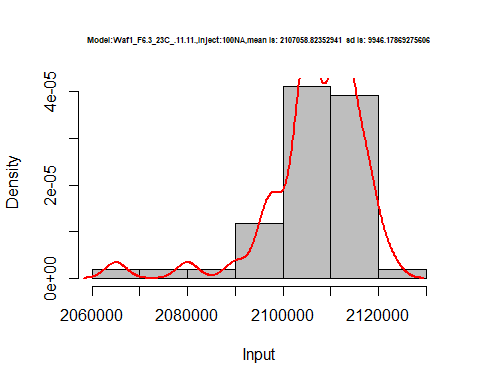 Model:Waf1_F6.3_23C_.11.11.,Inject:100NA,mean is: 2107058.82352941  sd is: 9946.17869275606
4e-05
2e-05
0e+00
Density
2060000 2080000 2100000 2120000
Input